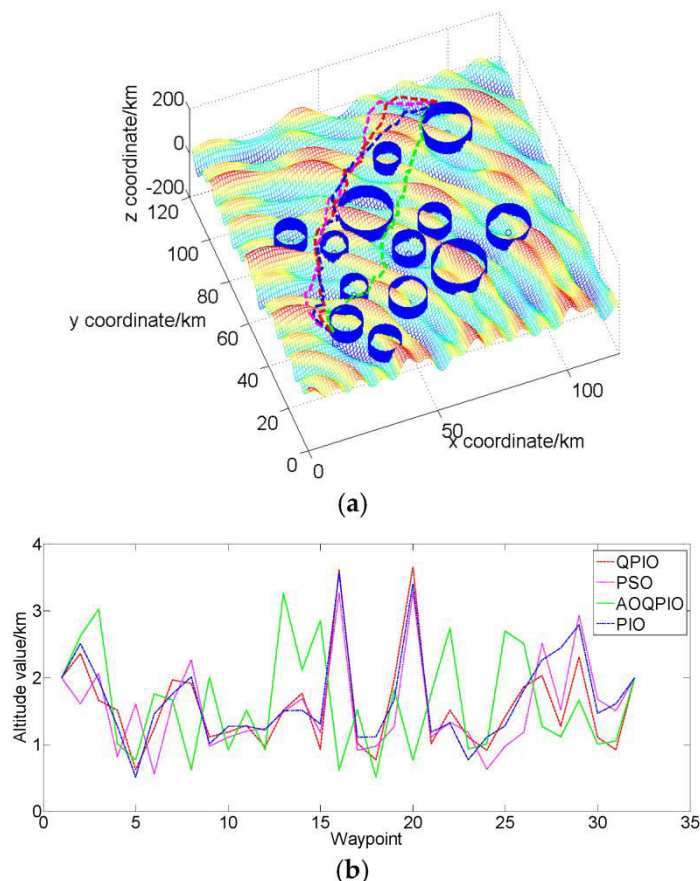 200
0
-200
z coordinate/km
120
100
80
60
40
20
0
y coordinate/km
0
50
100
x coordinate/km
(a)
4
3
2
1
0
Altitude value/km
QPIO
PSO
AOQPIO
PIO
0 5 10 15 20 25 30 35
Waypoint
(b)